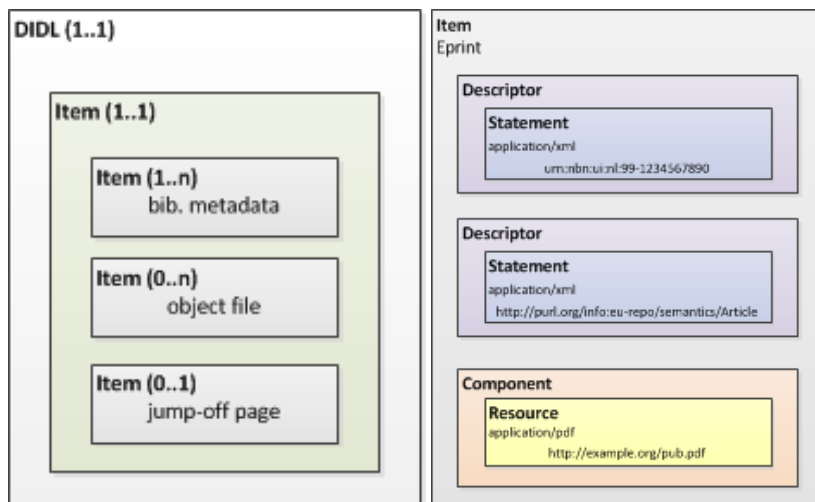 DIDL (1..1)
Item (1..1)
Item (1..n)
bib. metadata
Item (0..n)
object file
Item (0..1)
jump-off page
Item
Eprint
Descriptor
Statement
application/xml
urn:nbn:ui:nl:99-1234567890
Descriptor
Statement
application/xml
http://purl.org/info:eu-repo/semantics/Article
Component
Resource
application/pdf
http://example.org/pub.pdf